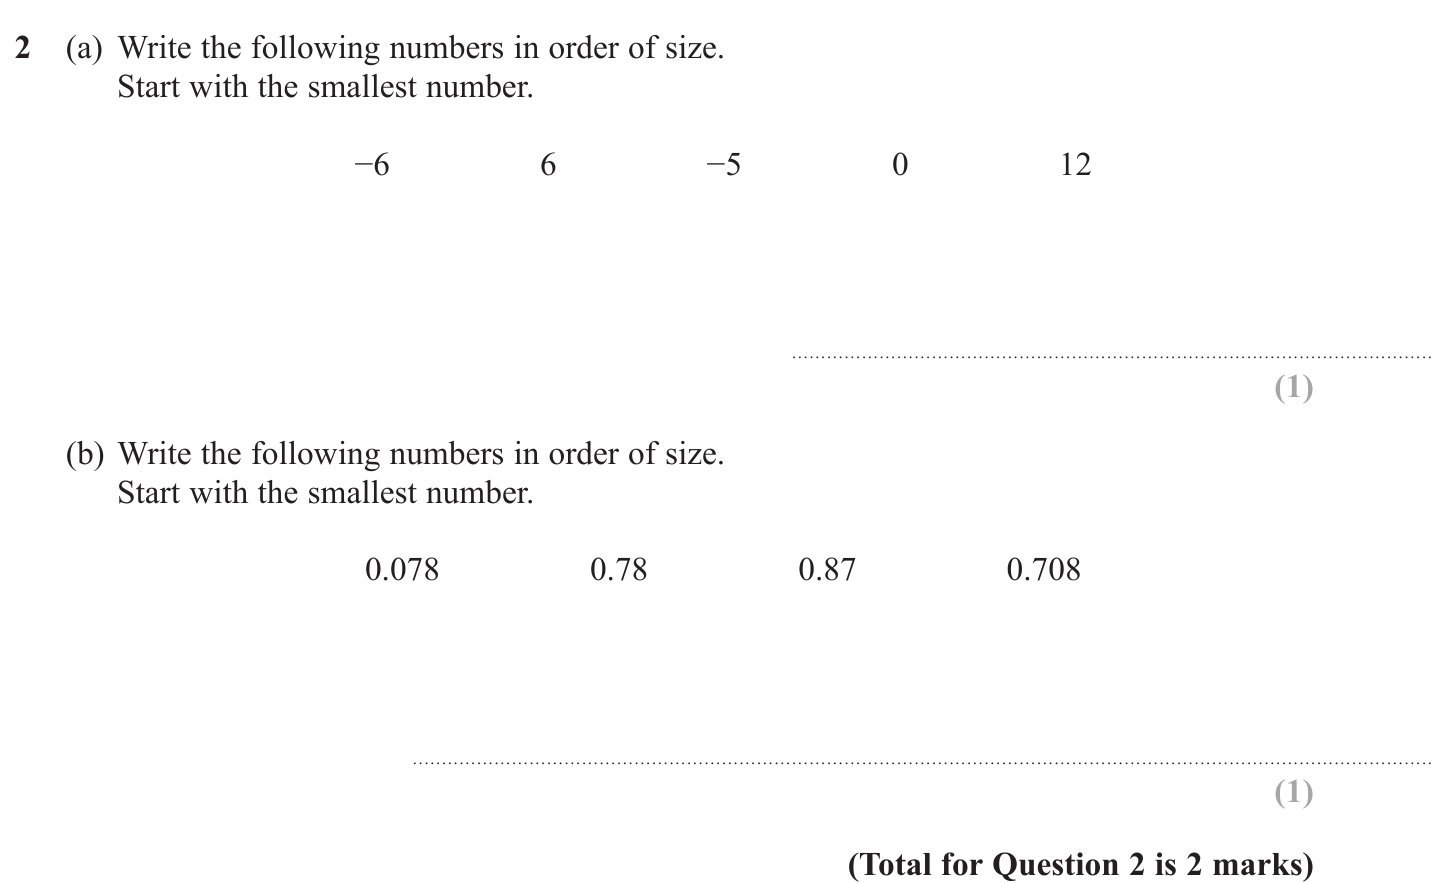 2 (a) Write the following numbers in order of size.
Start with the smallest number.
−6 6 −5 0 12
(1)
(b) Write the following numbers in order of size.
Start with the smallest number.
0.078 0.78 0.87 0.708
(1)
(Total for Question 2 is 2 marks)